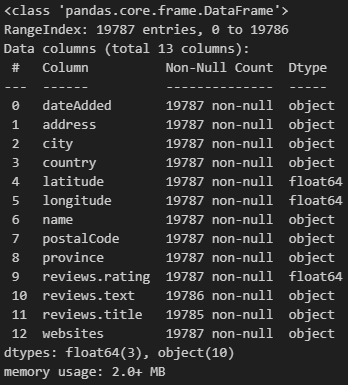 <class 'pandas.core.frame.DataFrame'>
RangeIndex: 19787 entries, 0 to 19786
Data columns (total 13 columns):
 #   Column          Non-Null Count  Dtype
---  ------          --------------  -----
 0   dateAdded       19787 non-null  object
 1   address         19787 non-null  object
 2   city            19787 non-null  object
 3   country         19787 non-null  object
 4   latitude        19787 non-null  float64
 5   longitude       19787 non-null  float64
 6   name            19787 non-null  object
 7   postalCode      19787 non-null  object
 8   province        19787 non-null  object
 9   reviews.rating  19787 non-null  float64
 10  reviews.text    19786 non-null  object
 11  reviews.title   19785 non-null  object
 12  websites        19787 non-null  object
dtypes: float64(3), object(10)
memory usage: 2.0+ MB